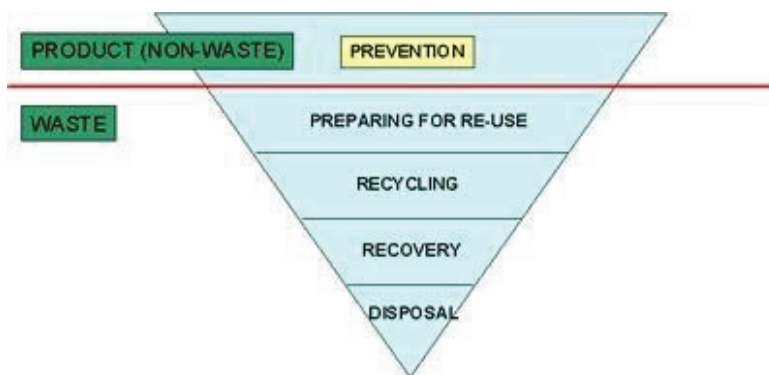 PRODUCT (NON-WASTE)
PREVENTION
WASTE
PREPARING FOR RE-USE
RECYCLING
RECOVERY
DISPOSAL